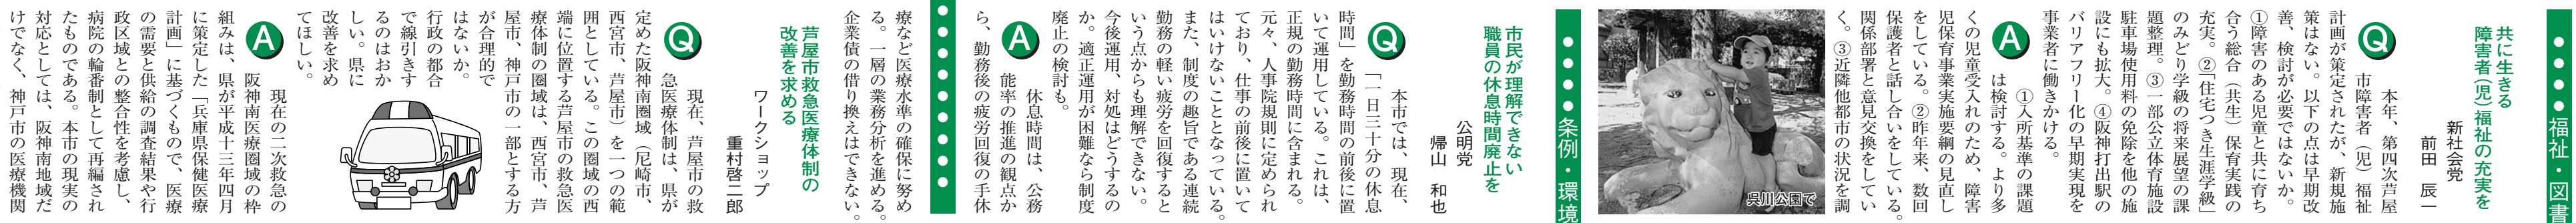 ●●●●福祉・図書
共に生きる
障害者(児)福祉の充実を
新社会党
前田　辰一
Q　本年、第四次芦屋
市障害者(児)福祉
計画が策定されたが、新規施
策はない。以下の点は早期改
善、検討が必要ではないか。
①障害のある児童と共に育ち
合う総合(共生)保育実践の
充実。②「住宅つき生涯学級」
のみどり学級の将来展望の課
題整理。③一部公立体育施設
駐車場使用料の免除を他の施
設にも拡大。④阪神打出駅の
バリアフリー化の早期実現を
事業者に働きかける。
A　①入所基準の課題
は検討する。より多
くの児童受入れのため、障害
児保育事業実施要綱の見直し
をしている。②昨年来、数回
保護者と話し合いをしている。
関係部署と意見交換をしてい
く。③近隣他都市の状況を調
呉川公園で
●●●●条例・環境
市民が理解できない
職員の休息時間廃止を
公明党
帰山　和也
Q　本市では、現在、
「一日三十分の休息
時間」を勤務時間の前後に置
いて運用している。これは、
正規の勤務時間に含まれる。
元々、人事院規則に定められ
ており、仕事の前後に置いて
はいけないこととなっている。
また、制度の趣旨である連続
勤務の軽い疲労を回復すると
いう点からも理解できない。
今後運用、対処はどうするの
か。適正運用が困難なら制度
廃止の検討も。
A　休息時間は、公務
能率の推進の観点か
ら、勤務後の疲労回復の手休
●●●●●●●●●●
療など医療水準の確保に努め
る。一層の業務分析を進める。
企業債の借り換えはできない。
芦屋市救急医療体制の
改善を求める
ワークショップ
重村啓二郎
Q　現在、芦屋市の救
急医療体制は、県が
定めた阪神南圏域(尼崎市、
西宮市、芦屋市)を一つの範
囲としている。この圏域の西
端に位置する芦屋市の救急医
療体制の圏域は、西宮市、芦
屋市、神戸市の一部とする方
が合理的で
はないか。
行政の都合
で線引きす
るのはおか
しい。県に
改善を求め
てほしい。
A　現在の二次救急の
阪神南医療圏域の枠
組みは、県が平成十三年四月
に策定した「兵庫県保健医療
計画」に基づくもので、医療
の需要と供給の調査結果や行
政区域との整合性を考慮し、
病院の輪番制として再編され
たものである。本市の現実の
対応としては、阪神南地域だ
けでなく、神戸市の医療機関